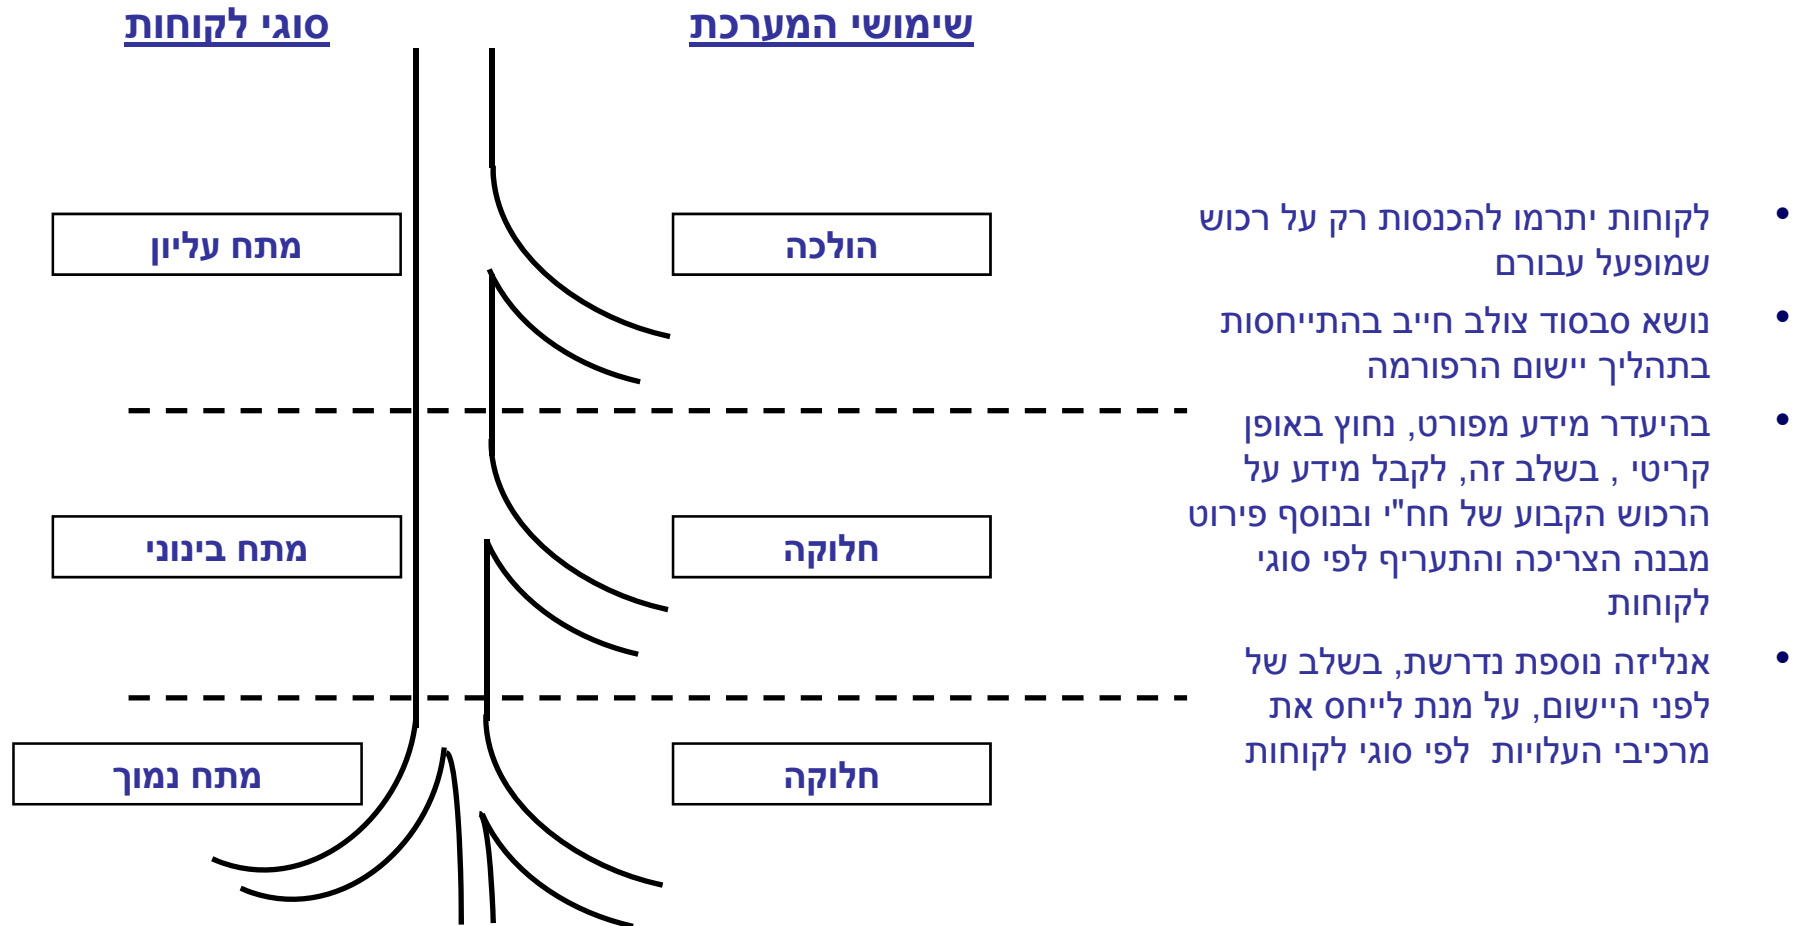 שימושי המערכת
סוגי לקוחות
הולכה
מתח עליון
חלוקה
מתח בינוני
חלוקה
מתח נמוך
• לקוחות יתרמו להכנסות רק על רכוש
שמופעל עבורם
• נושא סבסוד צולב חייב בהתייחסות
בתהליך יישום הרפורמה
• בהיעדר מידע מפורט, נחוץ באופן
קריטי , בשלב זה, לקבל מידע על
הרכוש הקבוע של חח"י ובנוסף פירוט
מבנה הצריכה והתעריף לפי סוגי
לקוחות
• אנליזה נוספת נדרשת, בשלב של
לפני היישום, על מנת לייחס את
מרכיבי העלויות לפי סוגי לקוחות